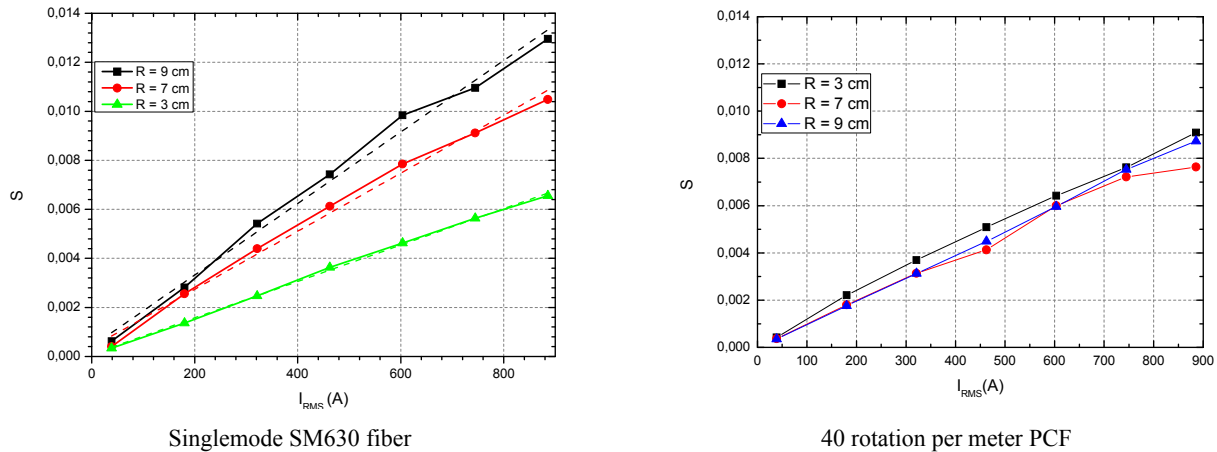 0,014
0,012
0,010
0,008
0,006
0,004
0,002
0,000
S
R = 9 cm
R = 7 cm
R = 3 cm
0 200 400 600 800
I_RMS (A)
Singlemode SM630 fiber
0,014
0,012
0,010
0,008
0,006
0,004
0,002
0,000
S
R = 3 cm
R = 7 cm
R = 9 cm
0 100 200 300 400 500 600 700 800 900
I_RMS (A)
40 rotation per meter PCF